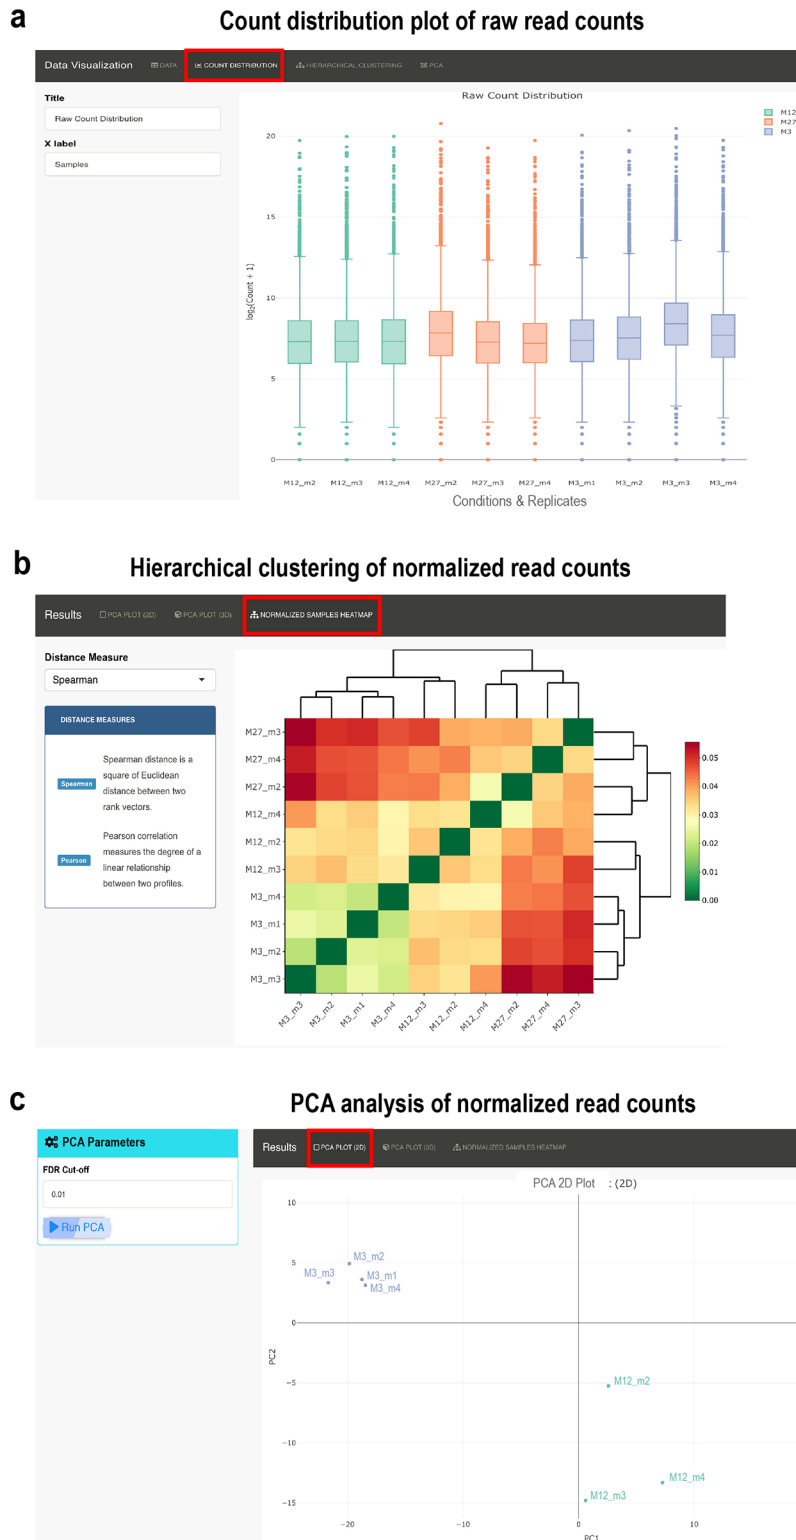 a
Count distribution plot of raw read counts
Data Visualization DATA COUNT DISTRIBUTION HIERARCHICAL CLUSTERING PCA
Title
Raw Count Distribution
X label
Samples
Raw Count Distribution
M12
M27
M3
20
15
10
5
0
log2(Count + 1)
M12_m2 M12_m3 M12_m4 M27_m2 M27_m3 M27_m4 M3_m1 M3_m2 M3_m3 M3_m4
Conditions & Replicates
b
Hierarchical clustering of normalized read counts
Results PCA PLOT (2D) PCA PLOT (3D) NORMALIZED SAMPLES HEATMAP
Distance Measure
Spearman
DISTANCE MEASURES
Spearman
Spearman distance is a
square of Euclidean
distance between two
rank vectors.
Pearson
Pearson correlation
measures the degree of a
linear relationship
between two profiles.
M27_m3
M27_m4
M27_m2
M12_m4
M12_m2
M12_m3
M3_m4
M3_m1
M3_m2
M3_m3
M3_m3 M3_m2 M3_m1 M3_m4 M12_m3 M12_m2 M12_m4 M27_m2 M27_m4 M27_m3
0.05
0.04
0.03
0.02
0.01
0.00
c
PCA analysis of normalized read counts
PCA Parameters
FDR Cut-off
0.01
Run PCA
Results PCA PLOT (2D) PCA PLOT (3D) NORMALIZED SAMPLES HEATMAP
PCA 2D Plot : (2D)
10
5
0
−5
−10
−15
PC2
M3_m2
M3_m3
M3_m1
M3_m4
M12_m2
M12_m4
M12_m3
−20 −10 0 10
PC1